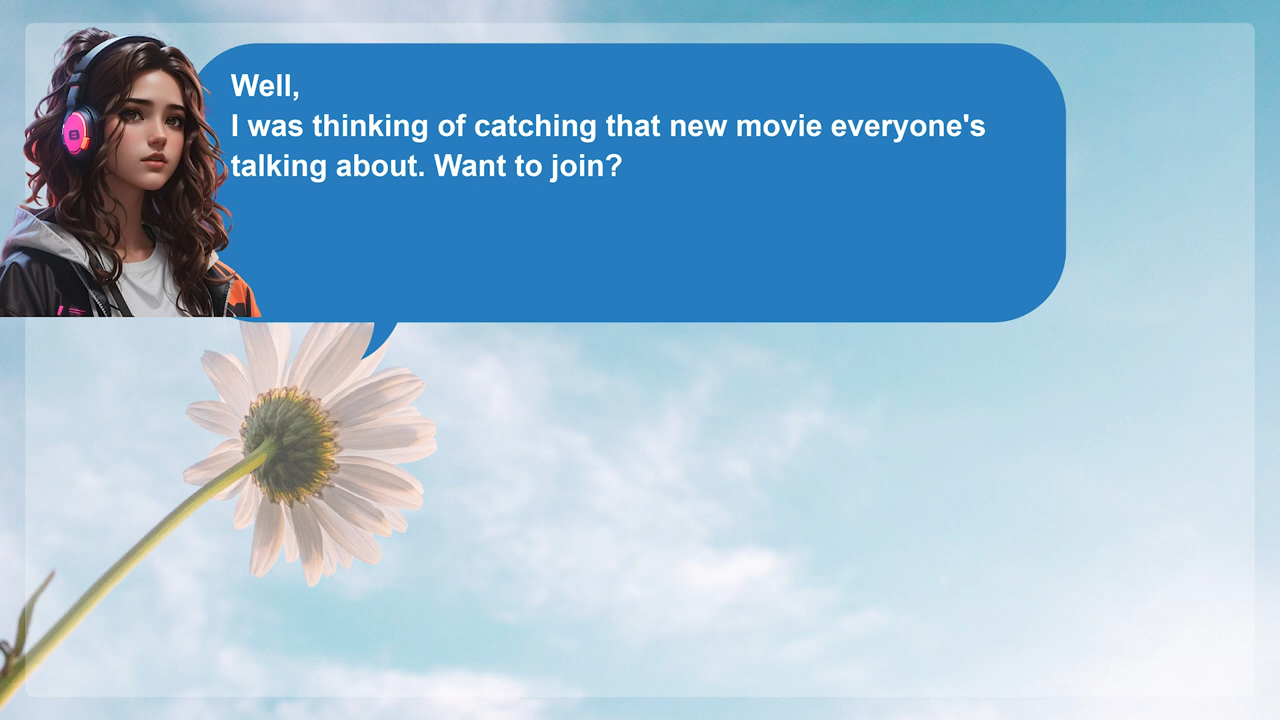 Well,
I was thinking of catching that new movie everyone's
talking about. Want to join?